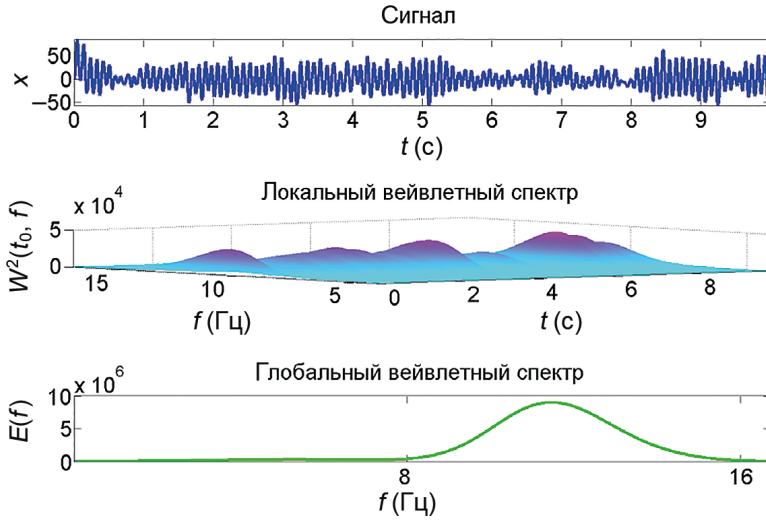 Сигнал
x
50
0
–50
0 1 2 3 4 5 6 7 8 9
t (с)
Локальный вейвлетный спектр
W²(t₀, f)
x 10⁴
5
0
15 10 5 0 2 4 6 8
f (Гц) t (с)
Глобальный вейвлетный спектр
E(f)
x 10⁶
10
5
0
8 16
f (Гц)